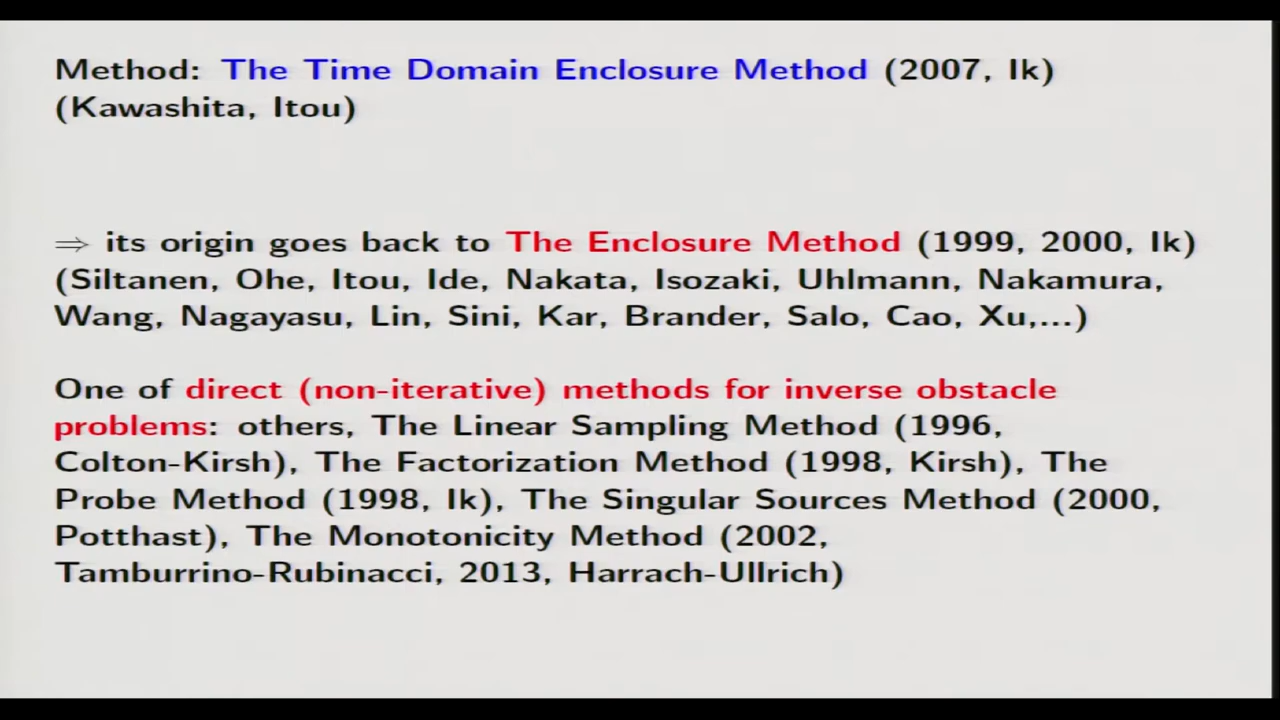 Method: The Time Domain Enclosure Method (2007, Ik)
(Kawashita, Itou)
⇒ its origin goes back to The Enclosure Method (1999, 2000, Ik)
(Siltanen, Ohe, Itou, Ide, Nakata, Isozaki, Uhlmann, Nakamura,
Wang, Nagayasu, Lin, Sini, Kar, Brander, Salo, Cao, Xu,...)
One of direct (non-iterative) methods for inverse obstacle
problems: others, The Linear Sampling Method (1996,
Colton-Kirsh), The Factorization Method (1998, Kirsh), The
Probe Method (1998, Ik), The Singular Sources Method (2000,
Potthast), The Monotonicity Method (2002,
Tamburrino-Rubinacci, 2013, Harrach-Ullrich)